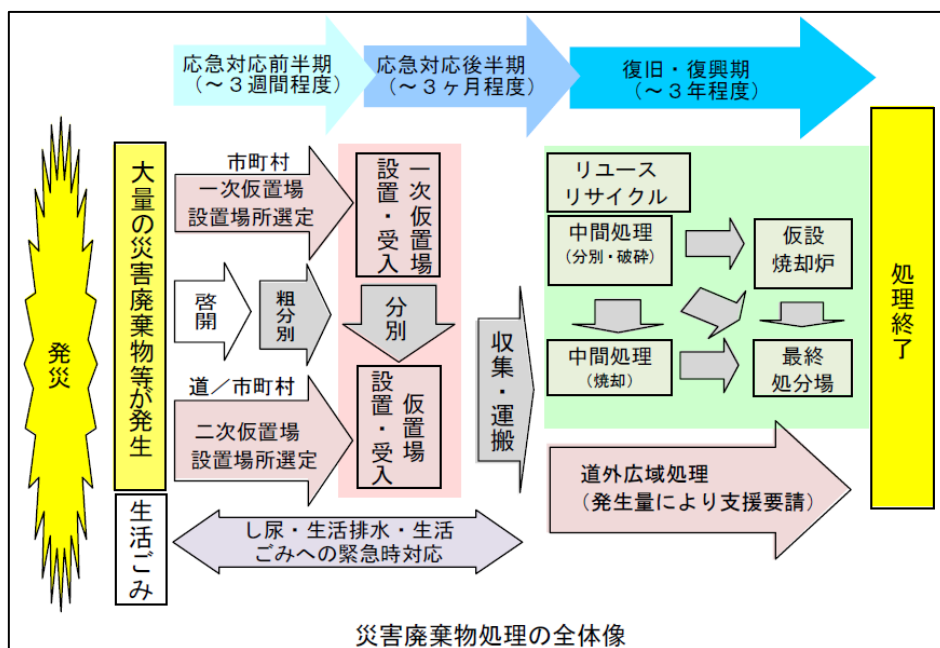 応急対応前半期
（～３週間程度）
応急対応後半期
（～３ヶ月程度）
復旧・復興期
（～３年程度）
発災
大量の災害廃棄物等が発生
生活ごみ
市町村
一次仮置場
設置場所選定
啓開
粗分別
道／市町村
二次仮置場
設置場所選定
一次仮置場
設置・受入
分別
仮置場
設置・受入
し尿・生活排水・生活
ごみへの緊急時対応
収集・運搬
リユース
リサイクル
中間処理
（分別・破砕）
仮設
焼却炉
中間処理
（焼却）
最終
処分場
道外広域処理
（発生量により支援要請）
処理終了
災害廃棄物処理の全体像